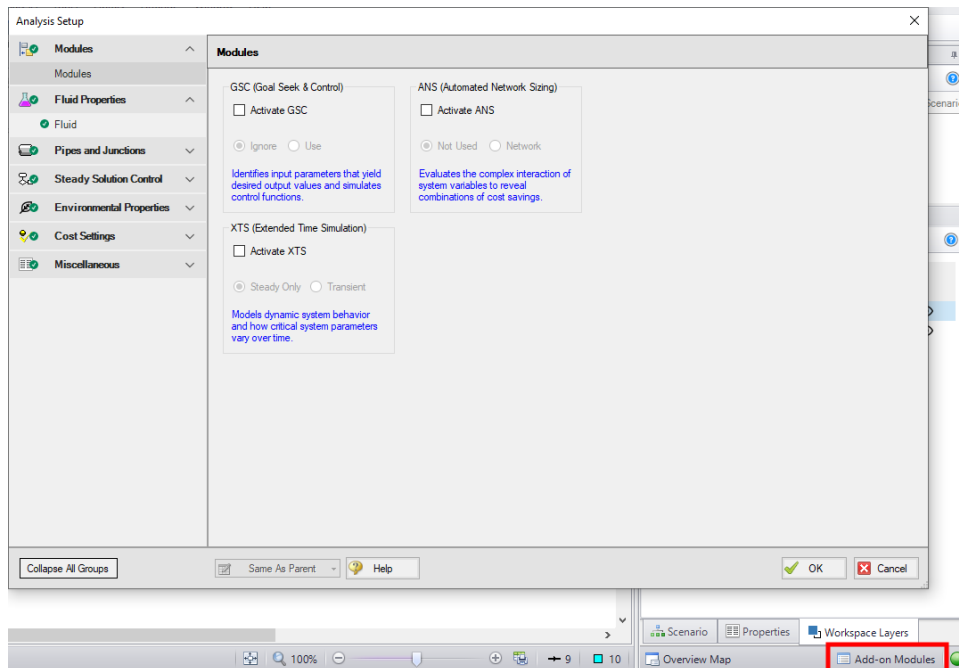 Analysis Setup
Modules
Modules
Fluid Properties
Fluid
Pipes and Junctions
Steady Solution Control
Environmental Properties
Cost Settings
Miscellaneous
Collapse All Groups
Modules
GSC (Goal Seek & Control)
Activate GSC
Ignore Use
Identifies input parameters that yield
desired output values and simulates
control functions.
ANS (Automated Network Sizing)
Activate ANS
Not Used Network
Evaluates the complex interaction of
system variables to reveal
combinations of cost savings.
XTS (Extended Time Simulation)
Activate XTS
Steady Only Transient
Models dynamic system behavior
and how critical system parameters
vary over time.
Same As Parent Help OK Cancel
Scenario Properties Workspace Layers
100% 9 10 Overview Map Add-on Modules